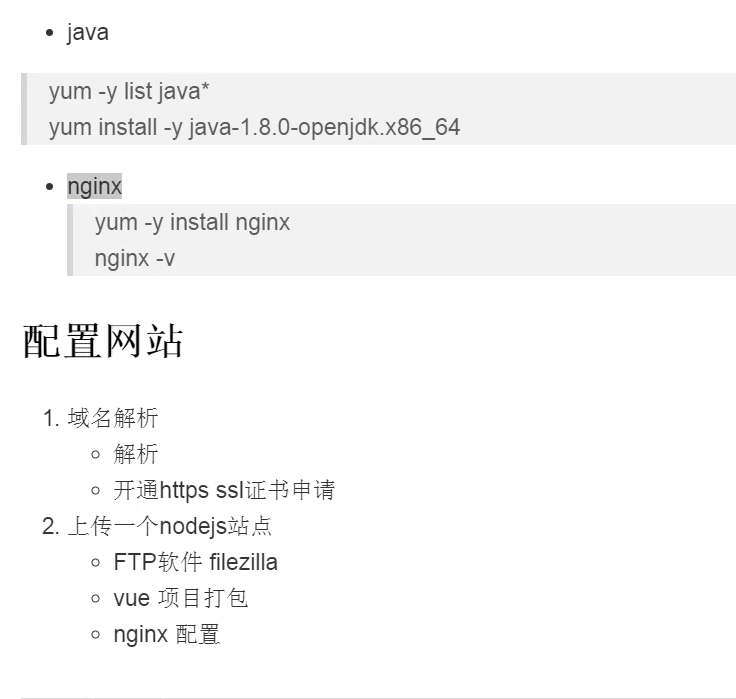 java
yum -y list java*
yum install -y java-1.8.0-openjdk.x86_64
nginx
yum -y install nginx
nginx -v
配置网站
1. 域名解析
解析
开通https ssl证书申请
2. 上传一个nodejs站点
FTP软件 filezilla
vue 项目打包
nginx 配置